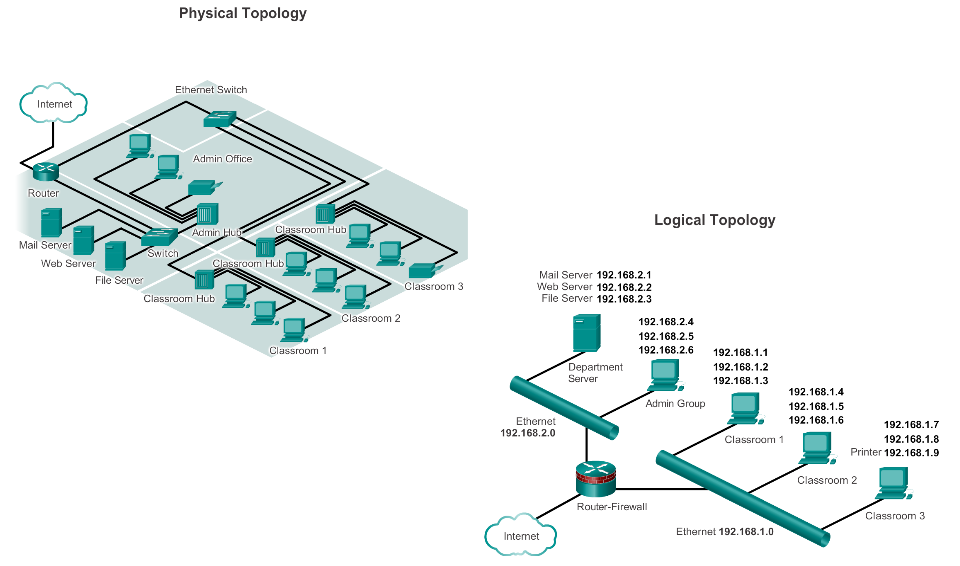 Physical Topology
Internet
Ethernet Switch
Admin Office
Router
Mail Server
Web Server
File Server
Switch
Admin Hub
Classroom Hub
Classroom Hub
Classroom Hub
Classroom 3
Classroom 2
Classroom 1
Logical Topology
Mail Server 192.168.2.1
Web Server 192.168.2.2
File Server 192.168.2.3
Department
Server
192.168.2.4
192.168.2.5
192.168.2.6
Admin Group
Ethernet
192.168.2.0
192.168.1.1
192.168.1.2
192.168.1.3
Classroom 1
192.168.1.4
192.168.1.5
192.168.1.6
Classroom 2
192.168.1.7
192.168.1.8
Printer 192.168.1.9
Classroom 3
Router-Firewall
Internet
Ethernet 192.168.1.0